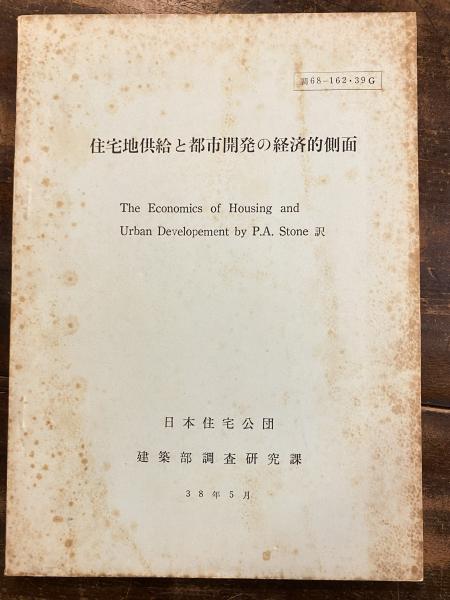 調68-162・39G
住宅地供給と都市開発の経済的側面
The Economics of Housing and
Urban Developement by P.A. Stone 訳
日本住宅公団
建築部調査研究課
38年5月